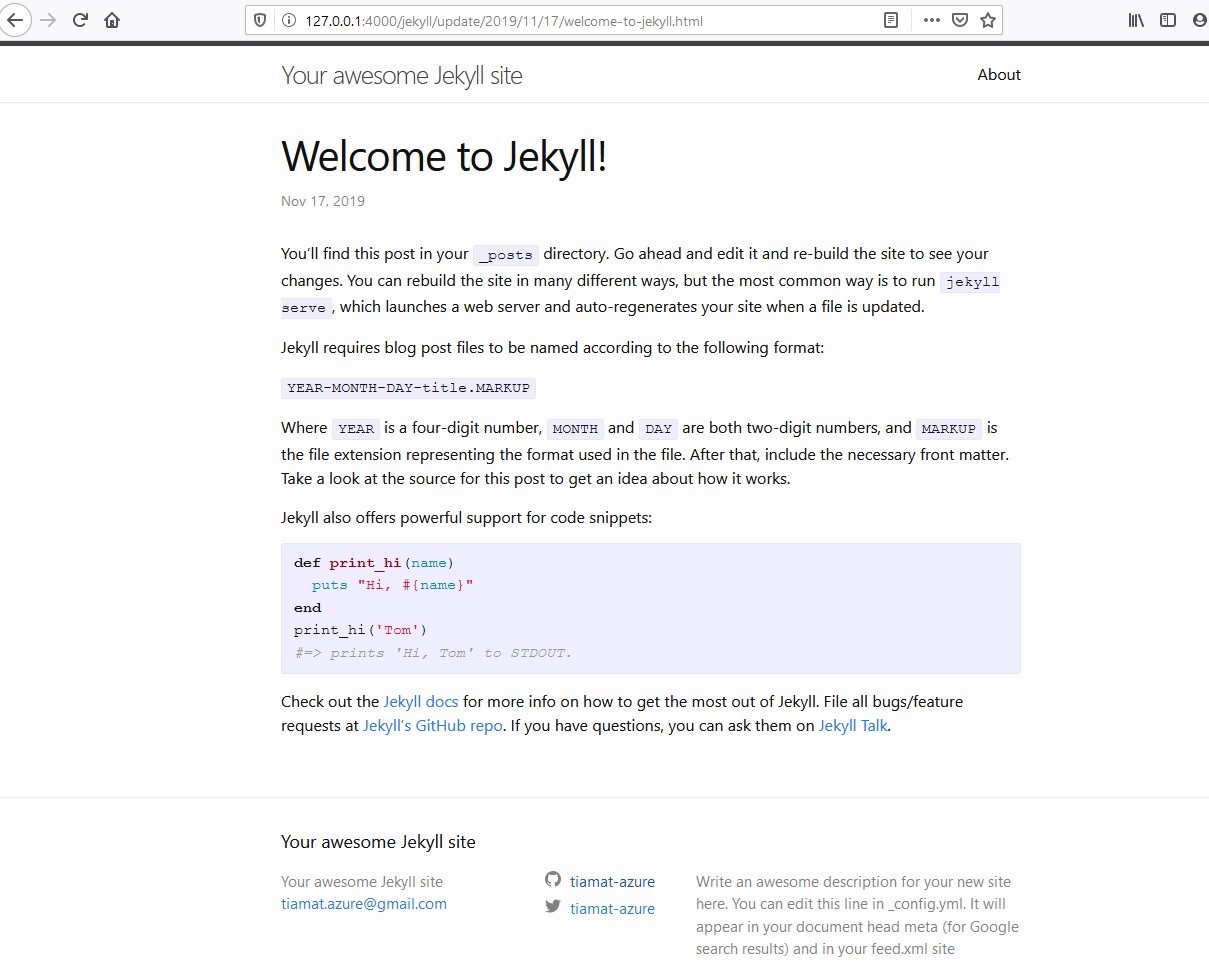 127.0.0.1:4000/jekyll/update/2019/11/17/welcome-to-jekyll.html
Your awesome Jekyll site
About
Welcome to Jekyll!
Nov 17, 2019
You’ll find this post in your _posts directory. Go ahead and edit it and re-build the site to see your
changes. You can rebuild the site in many different ways, but the most common way is to run jekyll
serve, which launches a web server and auto-regenerates your site when a file is updated.
Jekyll requires blog post files to be named according to the following format:
YEAR-MONTH-DAY-title.MARKUP
Where YEAR is a four-digit number, MONTH and DAY are both two-digit numbers, and MARKUP is
the file extension representing the format used in the file. After that, include the necessary front matter.
Take a look at the source for this post to get an idea about how it works.
Jekyll also offers powerful support for code snippets:
def print_hi(name)
  puts "Hi, #{name}"
end
print_hi('Tom')
#=> prints 'Hi, Tom' to STDOUT.
Check out the Jekyll docs for more info on how to get the most out of Jekyll. File all bugs/feature
requests at Jekyll’s GitHub repo. If you have questions, you can ask them on Jekyll Talk.
Your awesome Jekyll site
Your awesome Jekyll site
tiamat.azure@gmail.com
tiamat-azure
tiamat-azure
Write an awesome description for your new site
here. You can edit this line in _config.yml. It will
appear in your document head meta (for Google
search results) and in your feed.xml site